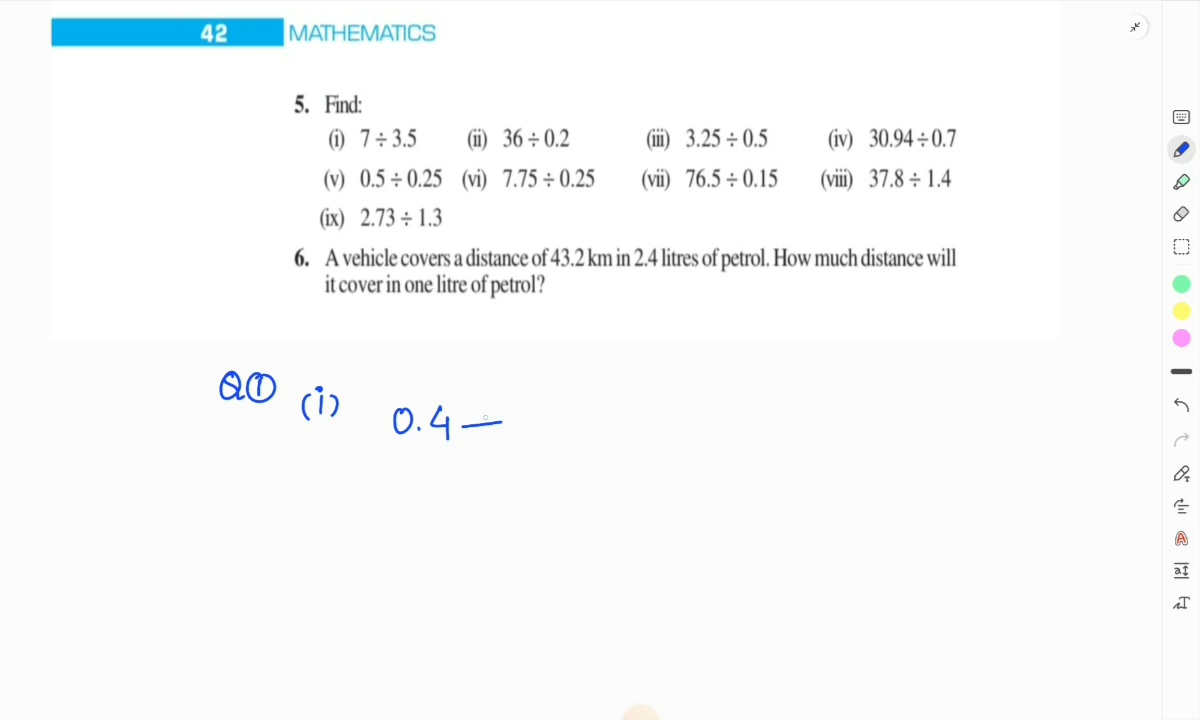 42 MATHEMATICS
5. Find:
(i) 7 ÷ 3.5 (ii) 36 ÷ 0.2 (iii) 3.25 ÷ 0.5 (iv) 30.94 ÷ 0.7
(v) 0.5 ÷ 0.25 (vi) 7.75 ÷ 0.25 (vii) 76.5 ÷ 0.15 (viii) 37.8 ÷ 1.4
(ix) 2.73 ÷ 1.3
6. A vehicle covers a distance of 43.2 km in 2.4 litres of petrol. How much distance will
it cover in one litre of petrol?
Q① (i) 0.4 —